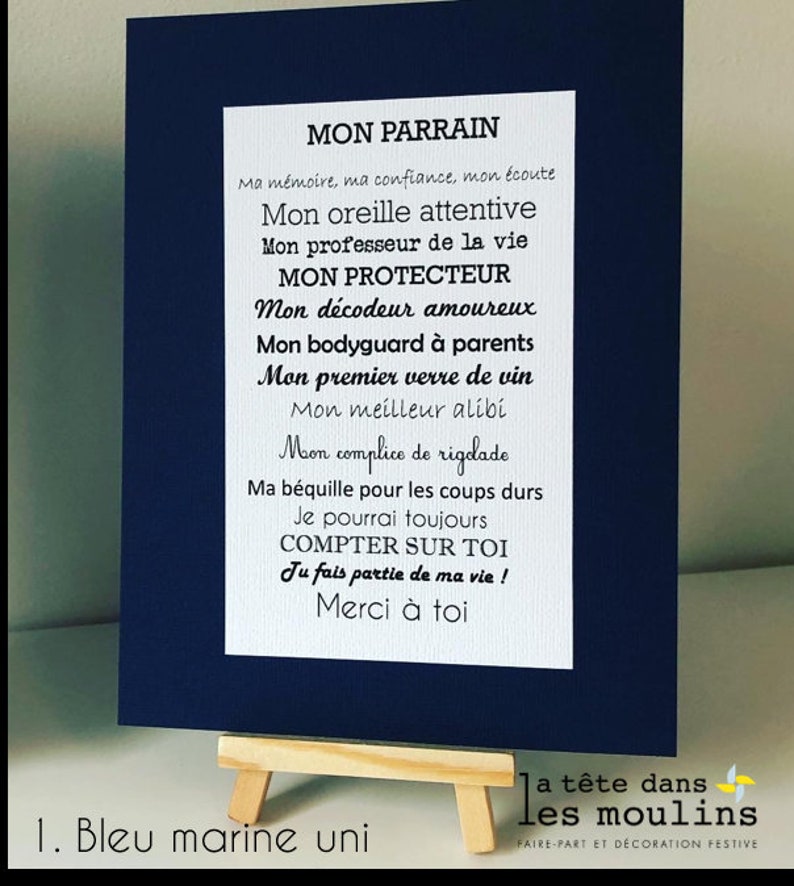 MON PARRAIN
Ma mémoire, ma confiance, mon écoute
Mon oreille attentive
Mon professeur de la vie
MON PROTECTEUR
Mon décodeur amoureux
Mon bodyguard à parents
Mon premier verre de vin
Mon meilleur alibi
Mon complice de rigolade
Ma béquille pour les coups durs
Je pourrai toujours
COMPTER SUR TOI
Tu fais partie de ma vie !
Merci à toi
1. Bleu marine uni
la tête dans
les moulins
FAIRE-PART ET DÉCORATION FESTIVE